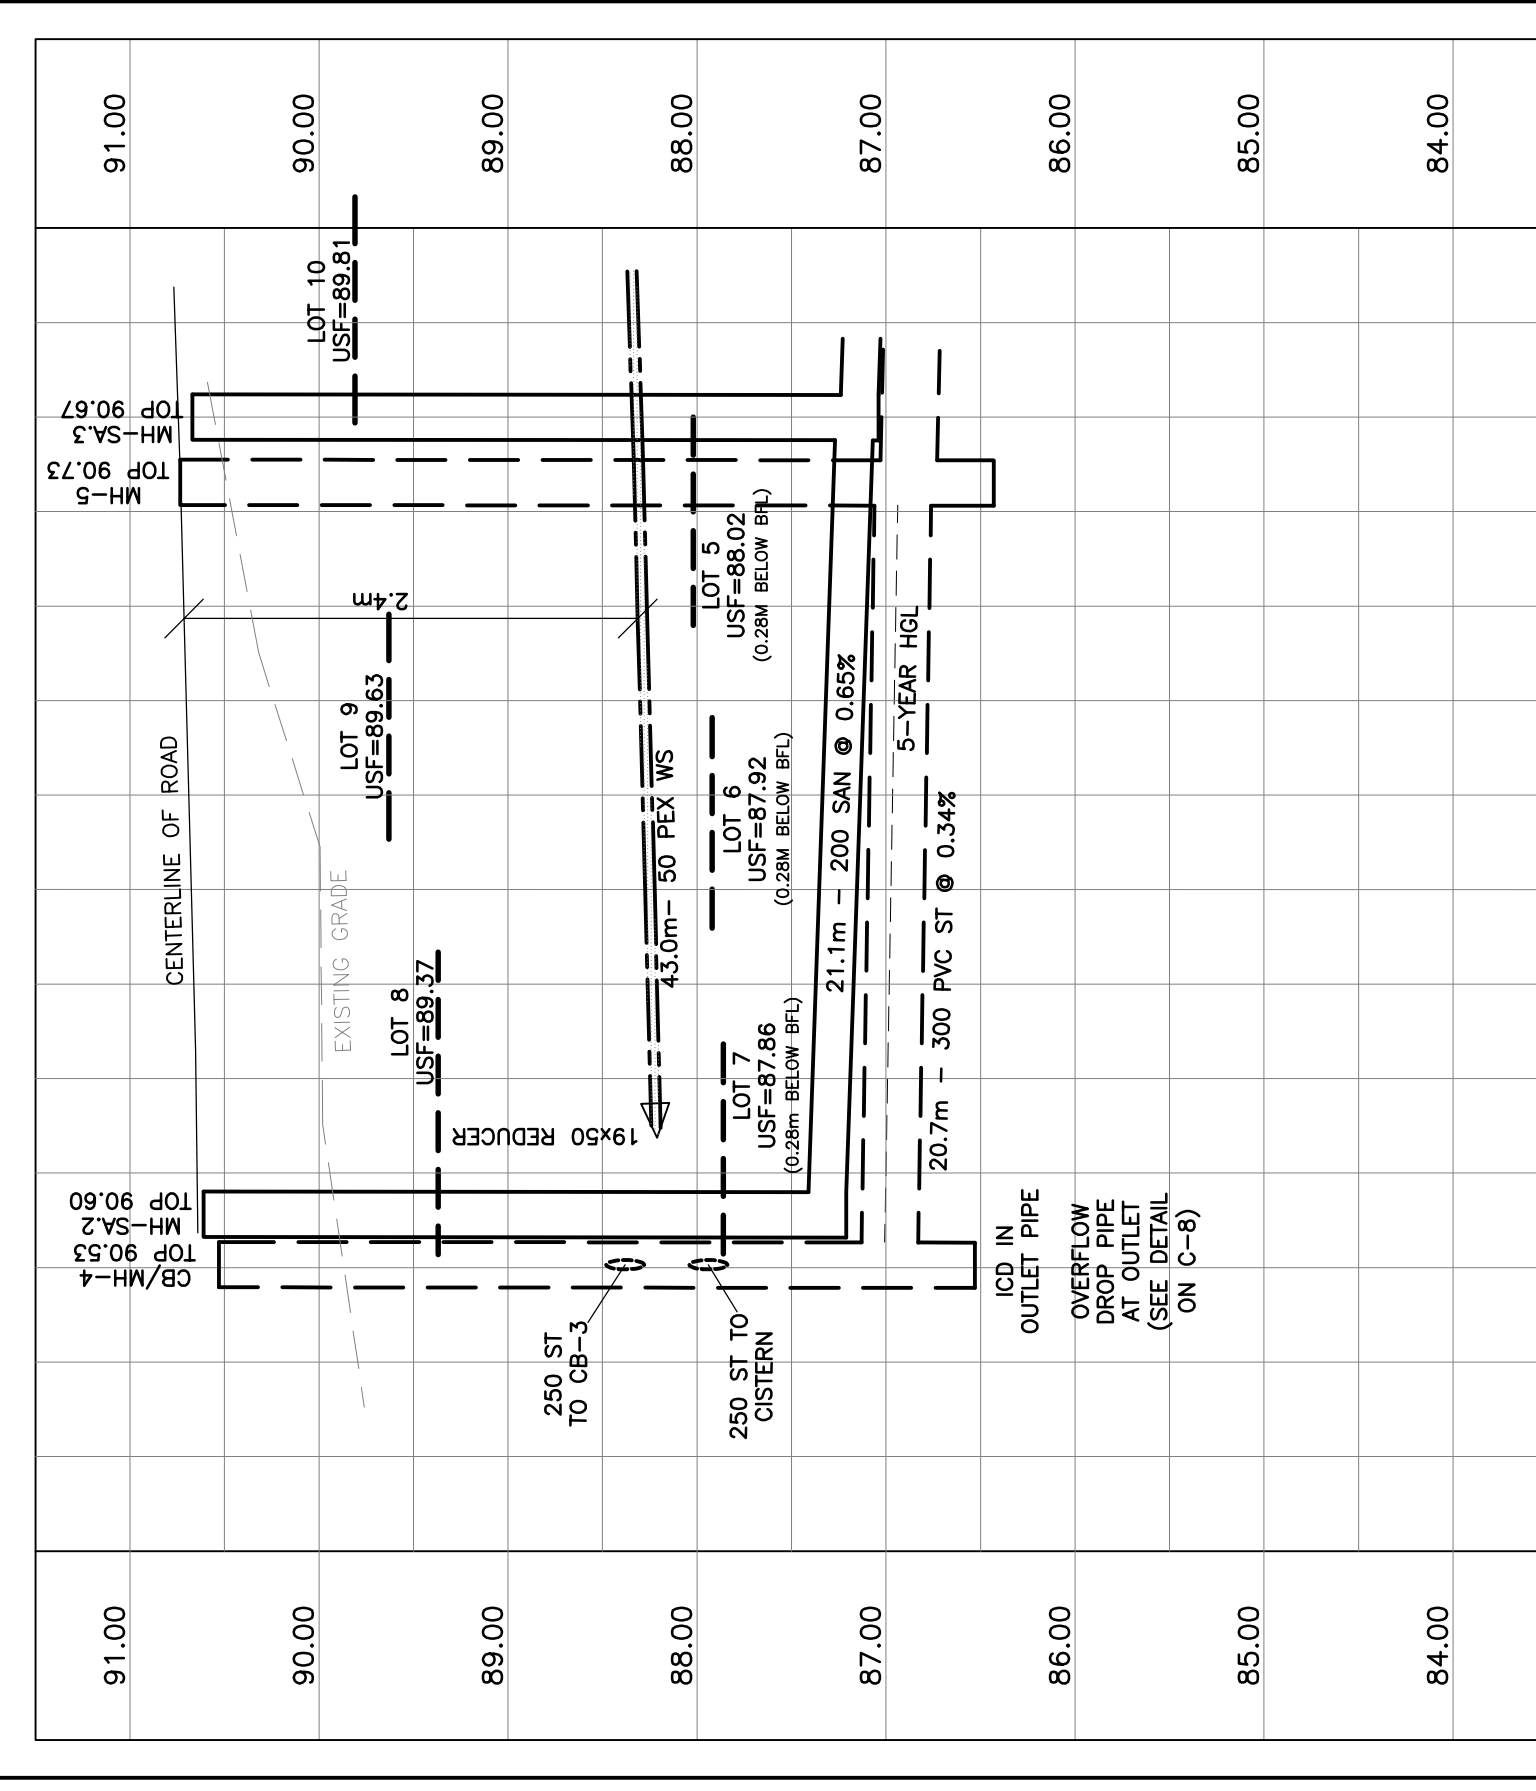 91.00
90.00
89.00
88.00
87.00
86.00
85.00
84.00
LOT 10
USF=89.81
MH-SA.3
TOP 90.67
MH-5
TOP 90.73
2.4m
LOT 5
USF=88.02
(0.28M BELOW BFL)
CENTERLINE OF ROAD
LOT 9
USF=89.63
LOT 6
USF=87.92
(0.28M BELOW BFL)
43.0m- 50 PEX WS
21.1m - 200 SAN @ 0.65%
5-YEAR HGL
20.7m - 300 PVC ST @ 0.34%
EXISTING GRADE
LOT 8
USF=89.37
LOT 7
USF=87.86
(0.28m BELOW BFL)
19x50 REDUCER
MH-SA.2
TOP 90.60
CB/MH-4
TOP 90.53
250 ST
TO CB-3
250 ST TO
CISTERN
ICD IN
OUTLET PIPE
OVERFLOW
DROP PIPE
AT OUTLET
(SEE DETAIL
ON C-8)
91.00
90.00
89.00
88.00
87.00
86.00
85.00
84.00